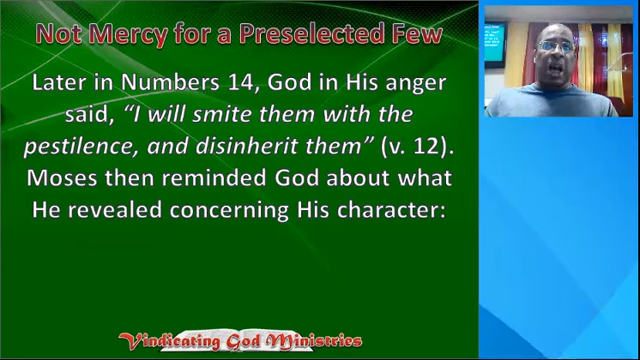 Not Mercy for a Preselected Few
Later in Numbers 14, God in His anger
said, “I will smite them with the
pestilence, and disinherit them” (v. 12).
Moses then reminded God about what
He revealed concerning His character:
Vindicating God Ministries